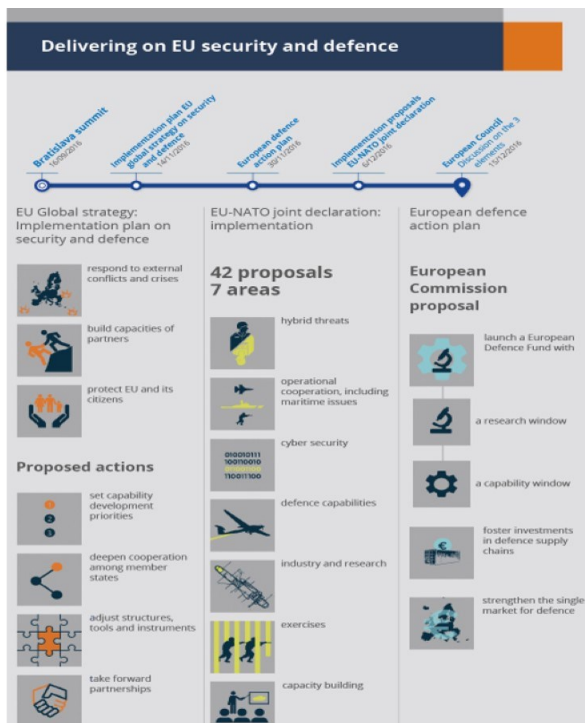 Delivering on EU security and defence
Bratislava summit
16/09/2016
Implementation plan EU
global strategy on security
and defence
14/11/2016
European defence
action plan
30/11/2016
Implementation proposals
EU-NATO joint declaration
6/12/2016
European Council
Discussion on the 3
elements
15/12/2016
EU Global strategy:
Implementation plan on
security and defence
respond to external
conflicts and crises
build capacities of
partners
protect EU and its
citizens
Proposed actions
1
2
3
set capability
development
priorities
deepen cooperation
among member
states
adjust structures,
tools and instruments
take forward
partnerships
EU-NATO joint declaration:
implementation
42 proposals
7 areas
hybrid threats
operational
cooperation, including
maritime issues
010010111
100110010
110011100
cyber security
defence capabilities
industry and research
exercises
capacity building
European defence
action plan
European
Commission
proposal
launch a European
Defence Fund with
a research window
a capability window
€
foster investments
in defence supply
chains
strengthen the single
market for defence